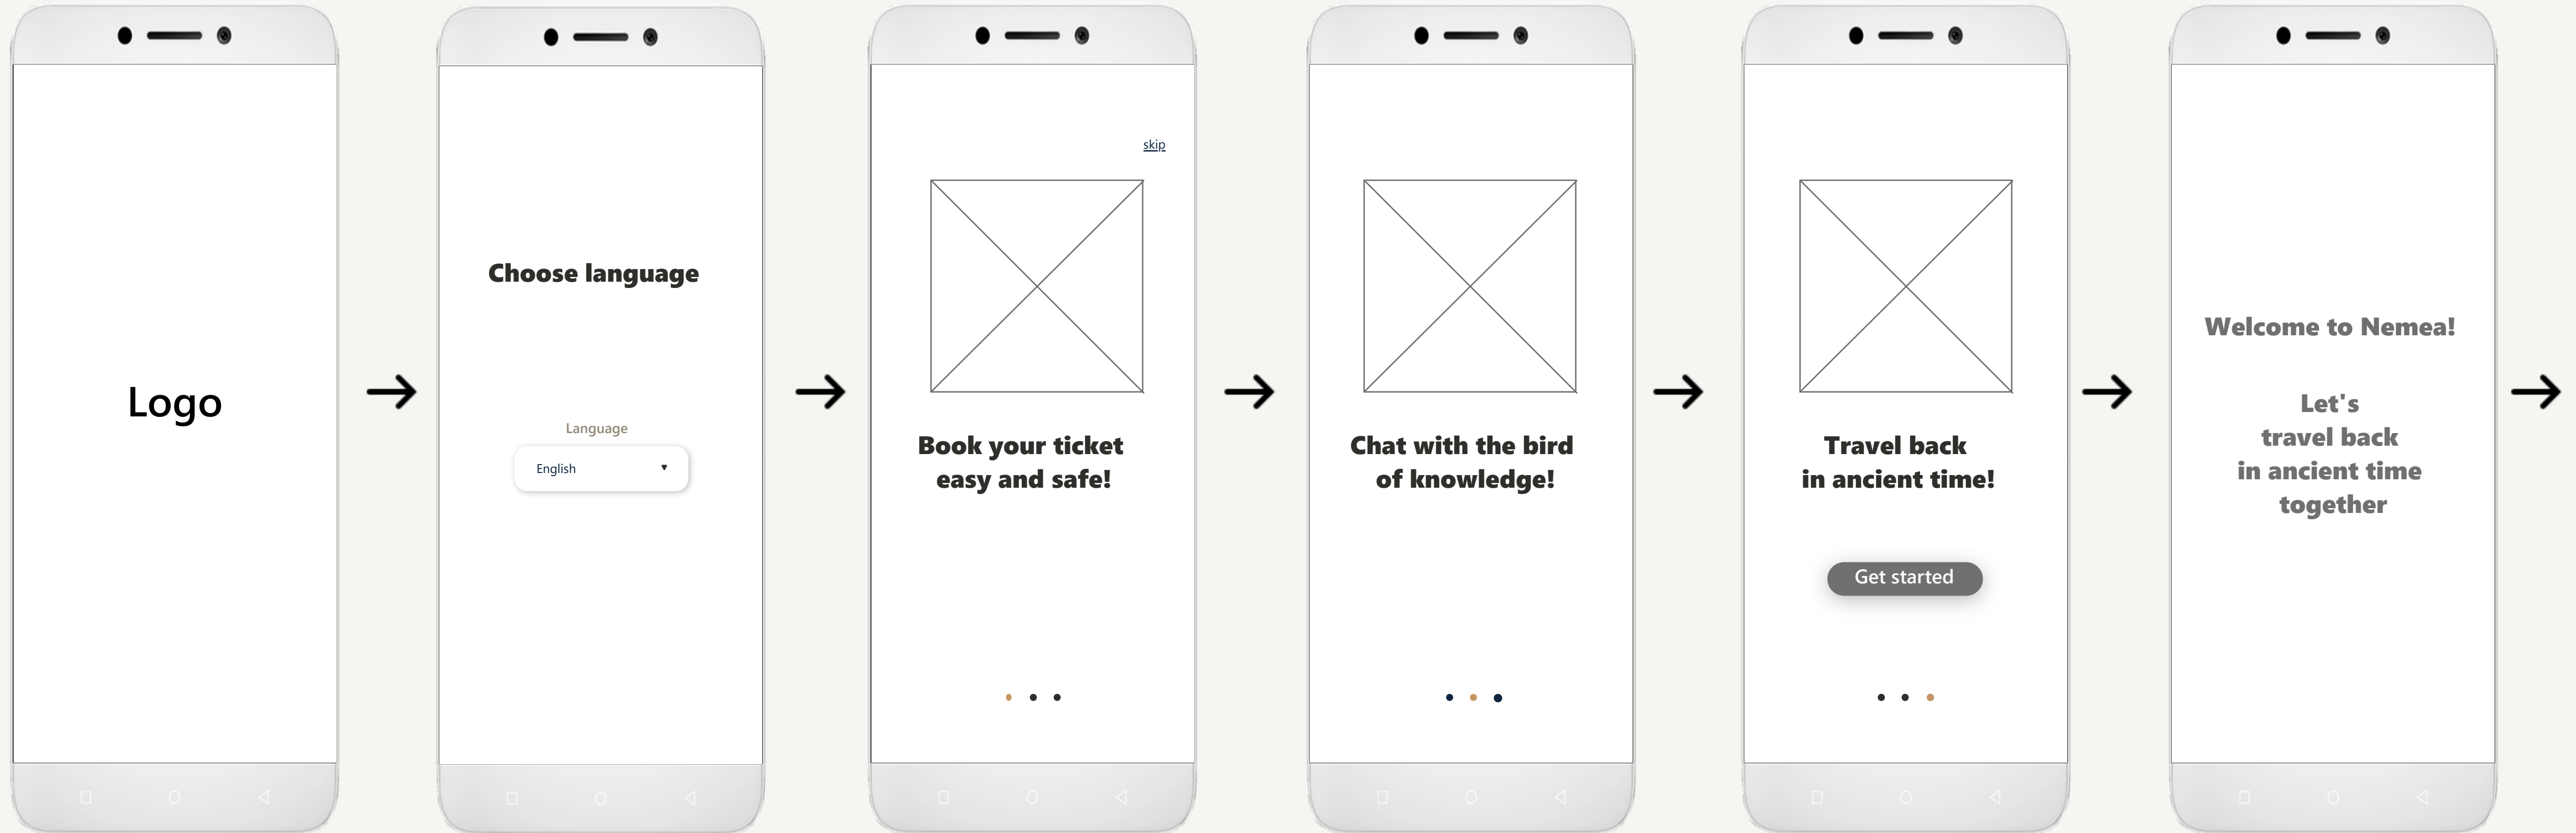 Logo
Choose language
Language
English
skip
Book your ticket
easy and safe!
Chat with the bird
of knowledge!
Travel back
in ancient time!
Get started
Welcome to Nemea!
Let's
travel back
in ancient time
together